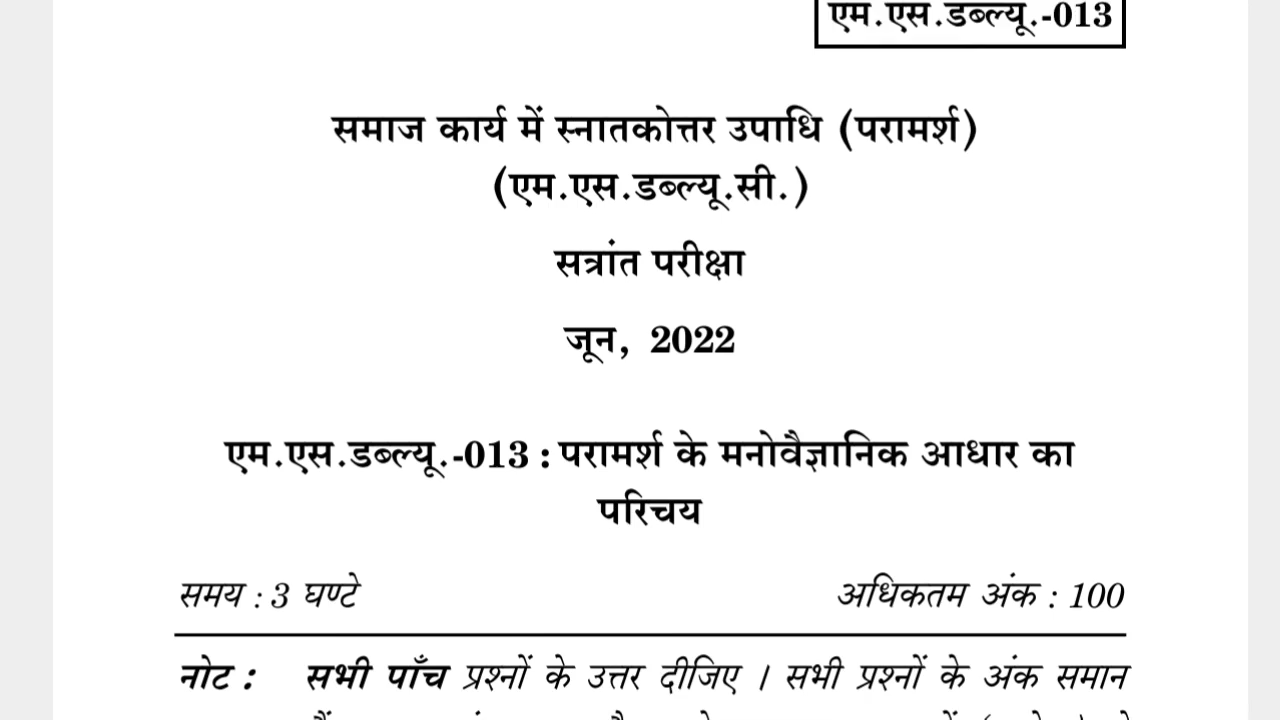 एम.एस.डब्ल्यू.-013
समाज कार्य में स्नातकोत्तर उपाधि (परामर्श)
(एम.एस.डब्ल्यू.सी.)
सत्रांत परीक्षा
जून, 2022
एम.एस.डब्ल्यू.-013 : परामर्श के मनोवैज्ञानिक आधार का
परिचय
समय : 3 घण्टे अधिकतम अंक : 100
नोट : सभी पाँच प्रश्नों के उत्तर दीजिए । सभी प्रश्नों के अंक समान